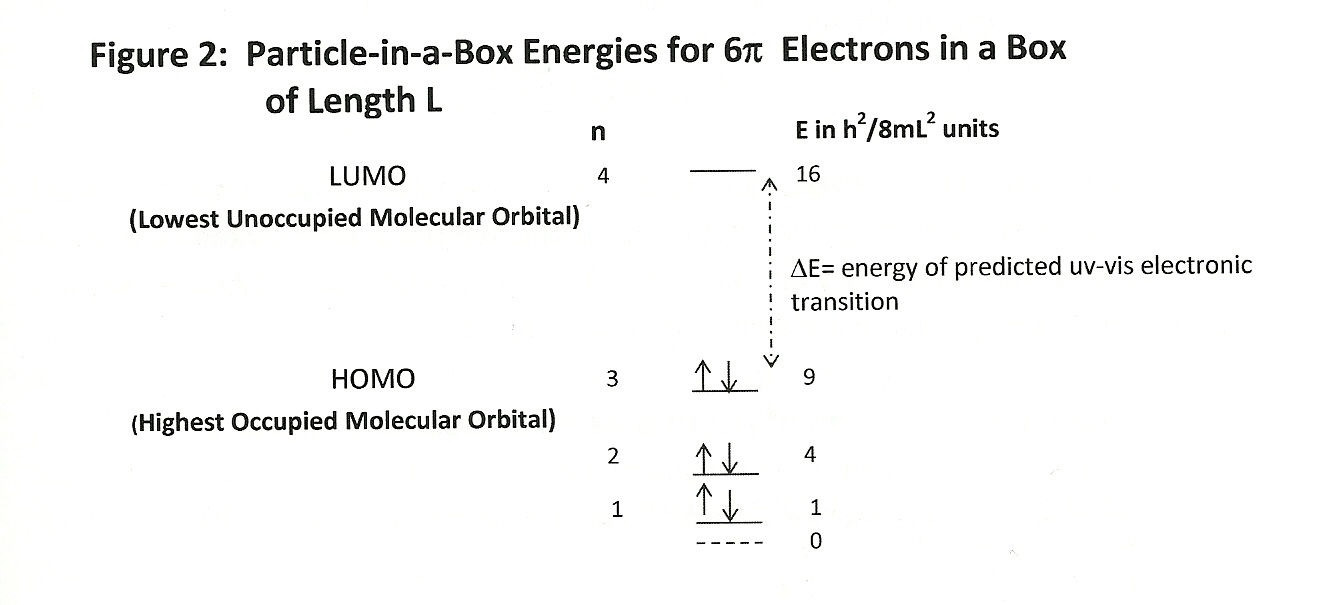 Figure 2: Particle-in-a-Box Energies for 6π Electrons in a Box
of Length L
n E in h²/8mL² units
LUMO 4 16
(Lowest Unoccupied Molecular Orbital)
ΔE= energy of predicted uv-vis electronic
transition
HOMO 3 ↑↓ 9
(Highest Occupied Molecular Orbital)
2 ↑↓ 4
1 ↑↓ 1
0